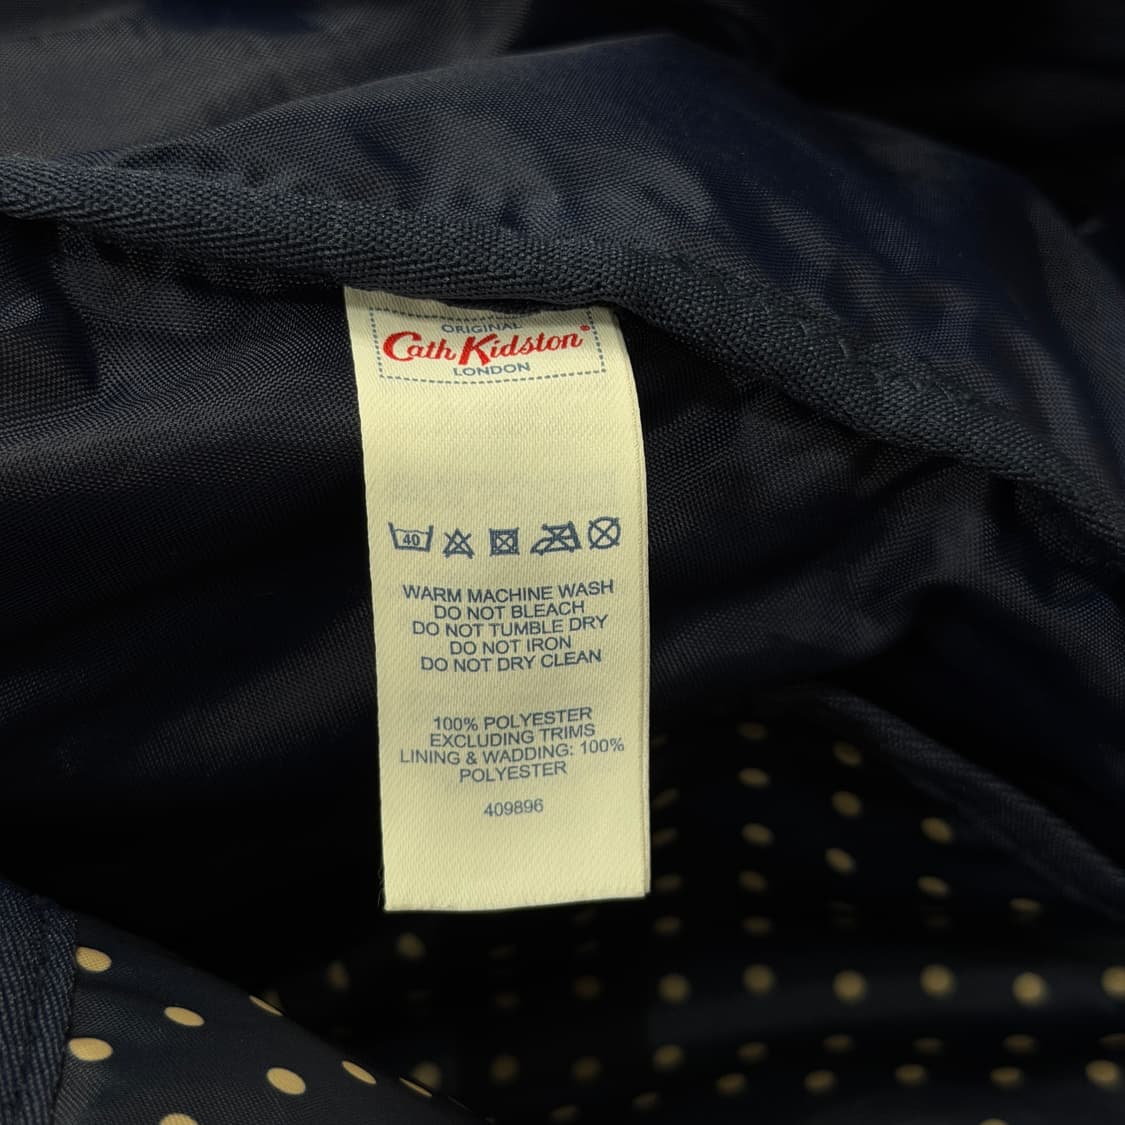 ORIGINAL
Cath Kidston®
LONDON
40
WARM MACHINE WASH
DO NOT BLEACH
DO NOT TUMBLE DRY
DO NOT IRON
DO NOT DRY CLEAN
100% POLYESTER
EXCLUDING TRIMS
LINING & WADDING: 100%
POLYESTER
409896